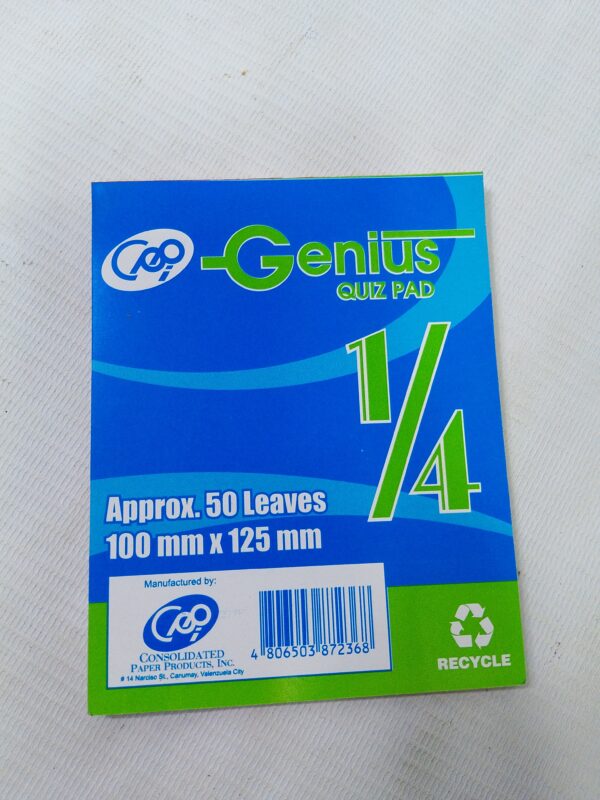 CPPI
Genius
QUIZ PAD
1/4
Approx. 50 Leaves
100 mm x 125 mm
Manufactured by:
CPPI
CONSOLIDATED
PAPER PRODUCTS, INC.
# 14 Narciso St., Canumay, Valenzuela City
4 806503 872368
RECYCLE